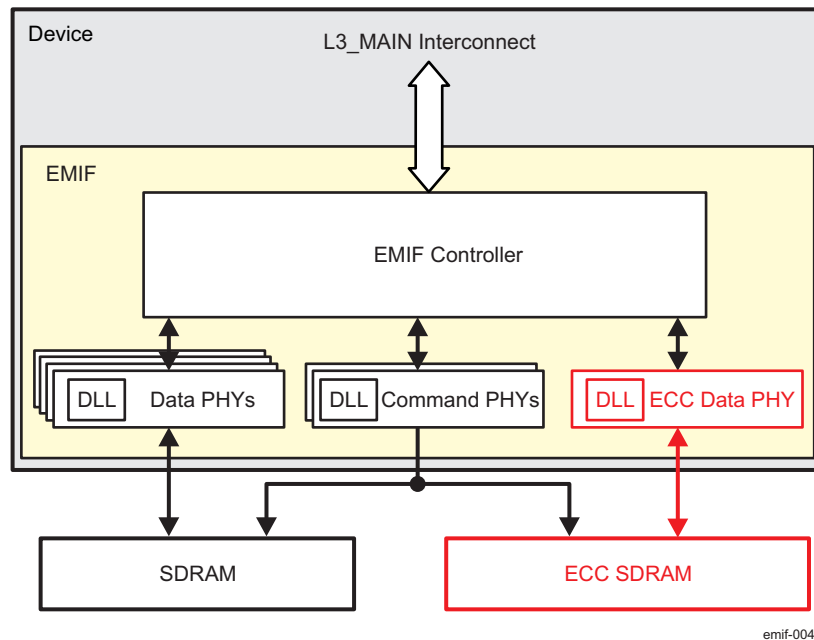 Device
L3_MAIN Interconnect
EMIF
EMIF Controller
DLL Data PHYs
DLL Command PHYs
DLL ECC Data PHY
SDRAM
ECC SDRAM
emif-004